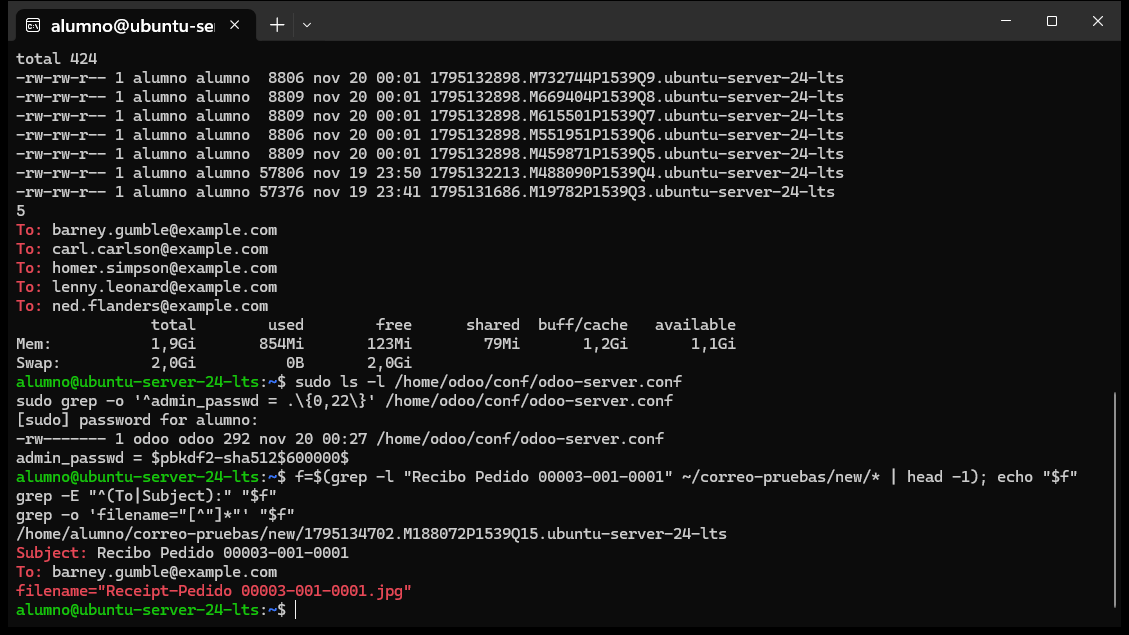 alumno@ubuntu-se
total 424
-rw-rw-r-- 1 alumno alumno  8806 nov 20 00:01 1795132898.M732744P1539Q9.ubuntu-server-24-lts
-rw-rw-r-- 1 alumno alumno  8809 nov 20 00:01 1795132898.M669404P1539Q8.ubuntu-server-24-lts
-rw-rw-r-- 1 alumno alumno  8809 nov 20 00:01 1795132898.M615501P1539Q7.ubuntu-server-24-lts
-rw-rw-r-- 1 alumno alumno  8806 nov 20 00:01 1795132898.M551951P1539Q6.ubuntu-server-24-lts
-rw-rw-r-- 1 alumno alumno  8809 nov 20 00:01 1795132898.M459871P1539Q5.ubuntu-server-24-lts
-rw-rw-r-- 1 alumno alumno 57806 nov 19 23:50 1795132213.M488090P1539Q4.ubuntu-server-24-lts
-rw-rw-r-- 1 alumno alumno 57376 nov 19 23:41 1795131686.M19782P1539Q3.ubuntu-server-24-lts
5
To: barney.gumble@example.com
To: carl.carlson@example.com
To: homer.simpson@example.com
To: lenny.leonard@example.com
To: ned.flanders@example.com
               total        used        free      shared  buff/cache   available
Mem:           1,9Gi       854Mi       123Mi        79Mi       1,2Gi       1,1Gi
Swap:          2,0Gi          0B       2,0Gi
alumno@ubuntu-server-24-lts:~$ sudo ls -l /home/odoo/conf/odoo-server.conf
sudo grep -o '^admin_passwd = .\{0,22\}' /home/odoo/conf/odoo-server.conf
[sudo] password for alumno:
-rw------- 1 odoo odoo 292 nov 20 00:27 /home/odoo/conf/odoo-server.conf
admin_passwd = $pbkdf2-sha512$600000$
alumno@ubuntu-server-24-lts:~$ f=$(grep -l "Recibo Pedido 00003-001-0001" ~/correo-pruebas/new/* | head -1); echo "$f"
grep -E "^(To|Subject):" "$f"
grep -o 'filename="[^"]*"' "$f"
/home/alumno/correo-pruebas/new/1795134702.M188072P1539Q15.ubuntu-server-24-lts
Subject: Recibo Pedido 00003-001-0001
To: barney.gumble@example.com
filename="Receipt-Pedido 00003-001-0001.jpg"
alumno@ubuntu-server-24-lts:~$